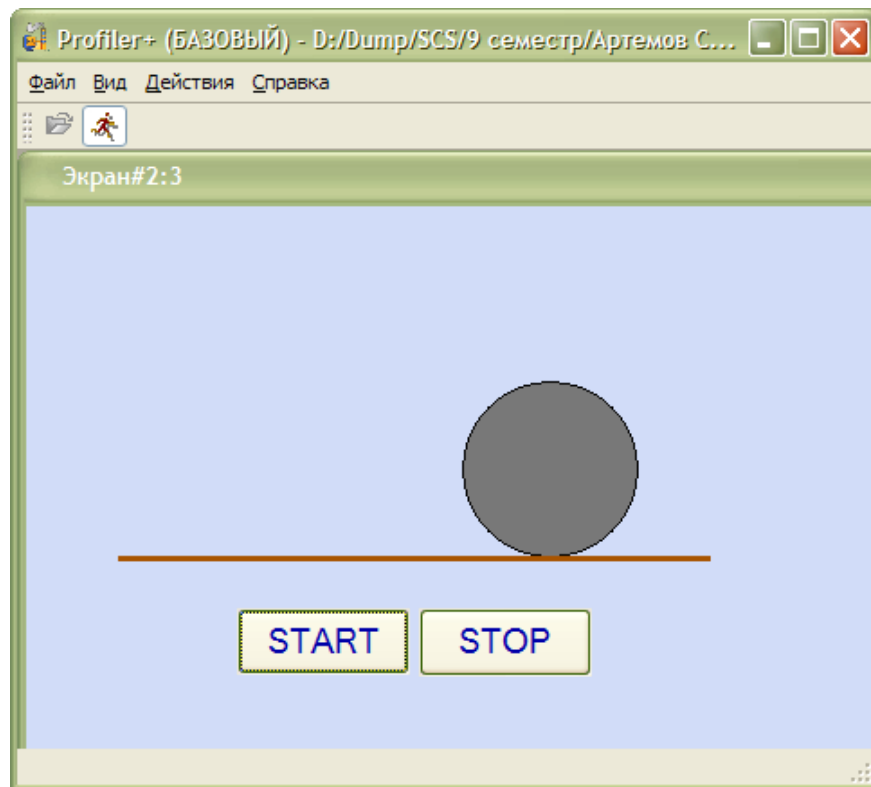 Profiler+ (БАЗОВЫЙ) - D:/Dump/SCS/9 семестр/Артемов С...
Файл Вид Действия Справка
Экран#2:3
START STOP